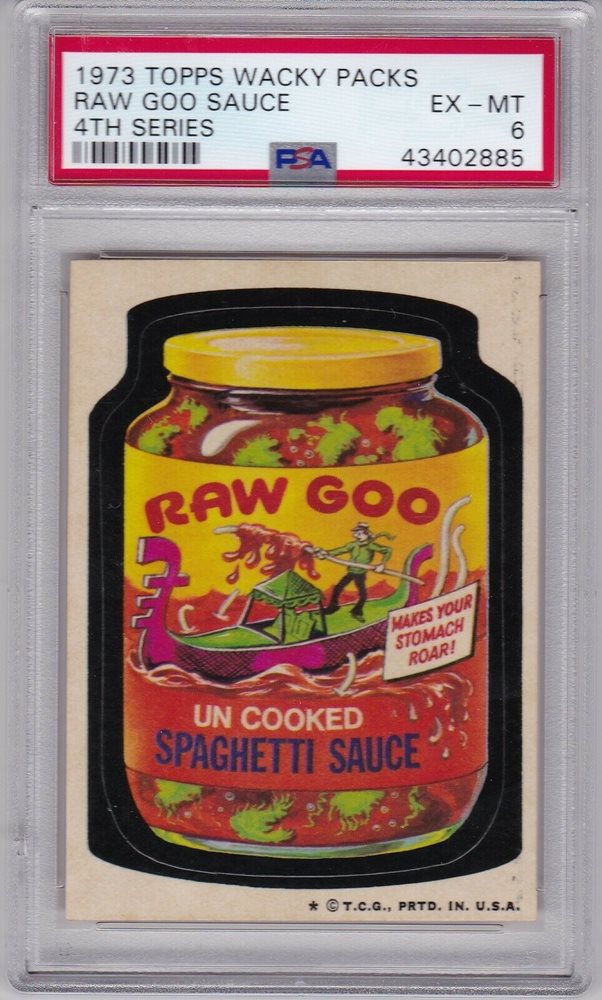 1973 TOPPS WACKY PACKS
RAW GOO SAUCE EX - MT
4TH SERIES 6
PSA 43402885
RAW GOO
MAKES YOUR
STOMACH
ROAR!
UN COOKED
SPAGHETTI SAUCE
* © T.C.G., PRTD. IN. U.S.A.